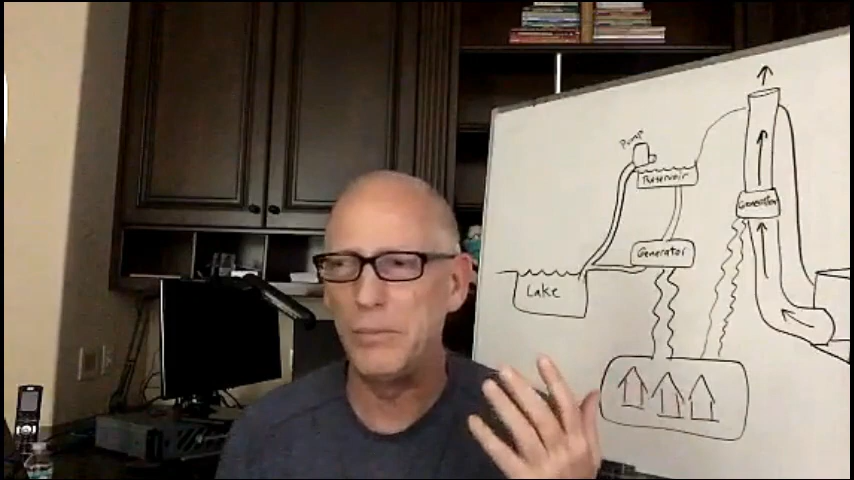 Pump
Reservoir
Generator
Generator
Lake